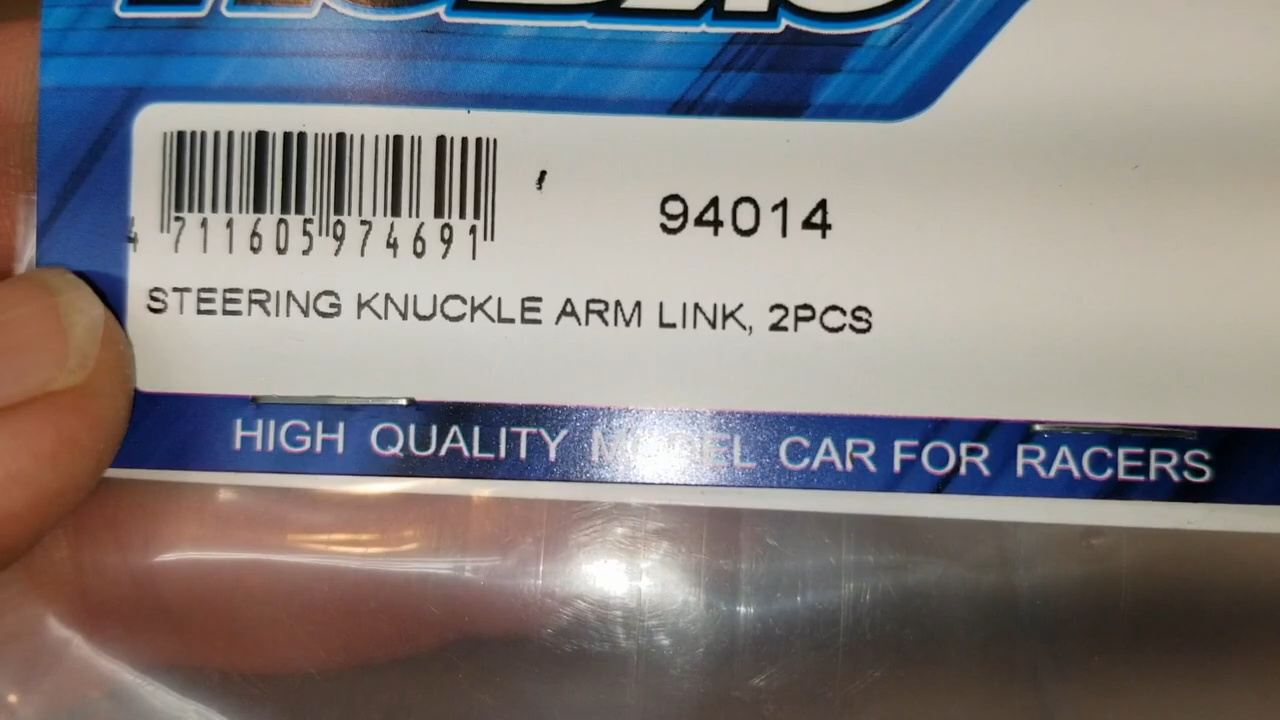 94014
4 711605 974691
STEERING KNUCKLE ARM LINK, 2PCS
HIGH QUALITY MODEL CAR FOR RACERS